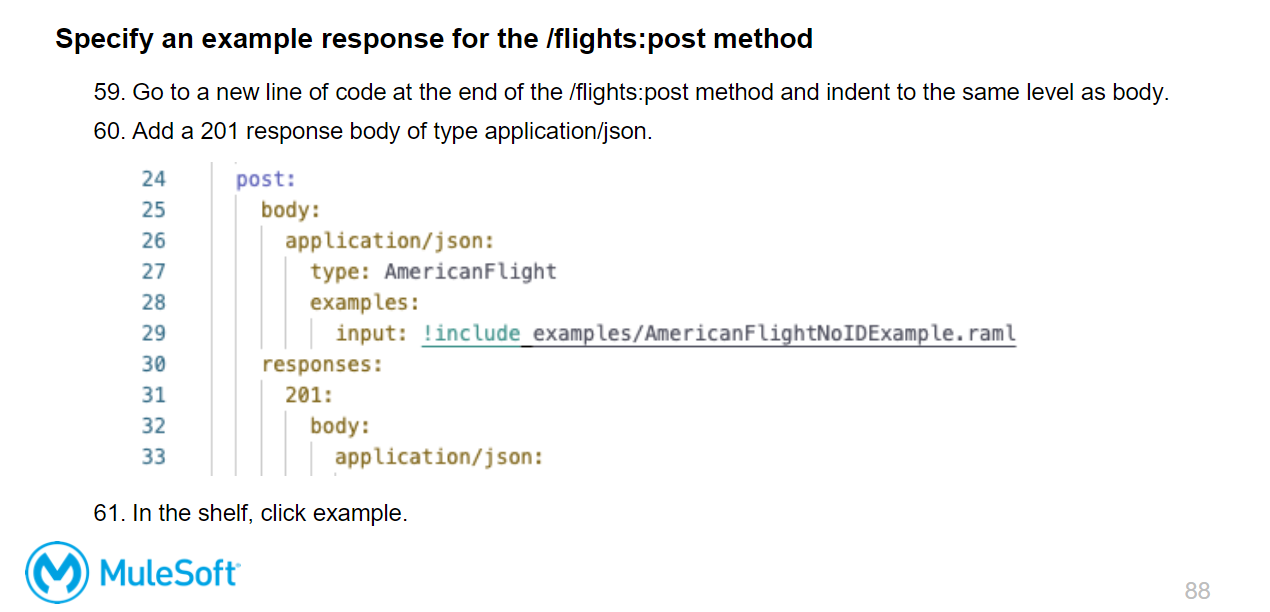 Specify an example response for the /flights:post method
59. Go to a new line of code at the end of the /flights:post method and indent to the same level as body.
60. Add a 201 response body of type application/json.
24 post:
25 body:
26 application/json:
27 type: AmericanFlight
28 examples:
29 input: !include examples/AmericanFlightNoIDExample.raml
30 responses:
31 201:
32 body:
33 application/json:
61. In the shelf, click example.
MuleSoft
88